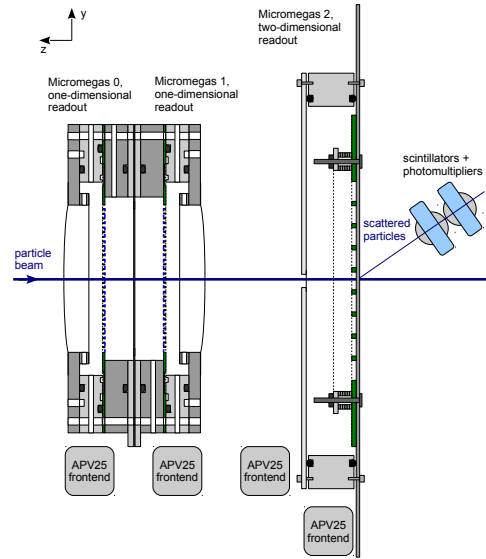 y
z
Micromegas 2,
two-dimensional
readout
Micromegas 0,
one-dimensional
readout
Micromegas 1,
one-dimensional
readout
scintillators +
photomultipliers
scattered
particles
particle
beam
APV25
frontend
APV25
frontend
APV25
frontend
APV25
frontend